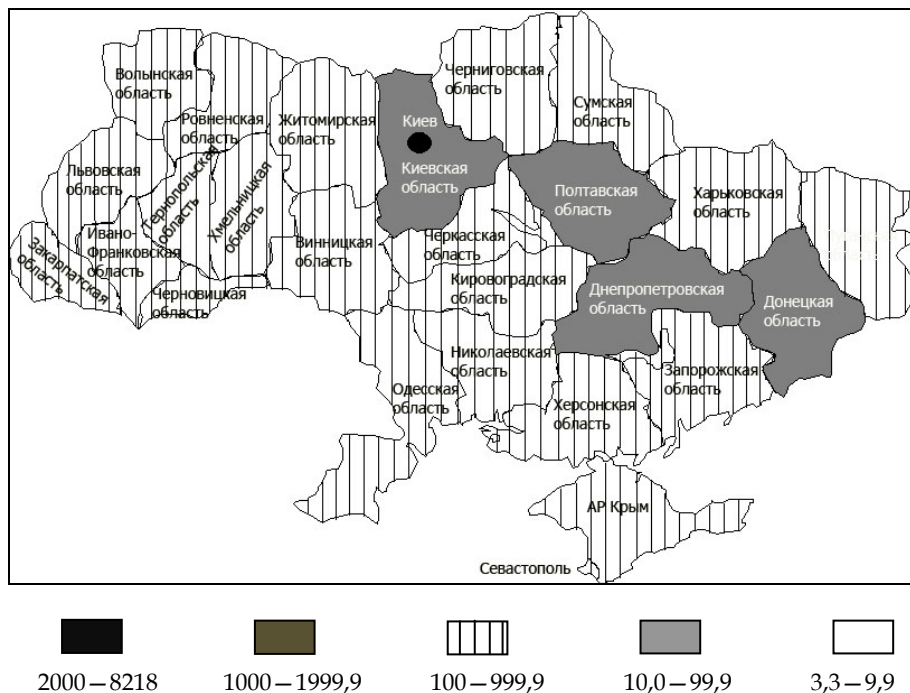 Волынская
область
Ровненская
область
Житомирская
область
Киев
Киевская
область
Черниговская
область
Сумская
область
Львовская
область
Тернопольская
область
Хмельницкая
область
Ивано-
Франковская
область
Закарпатская
область
Черновицкая
область
Винницкая
область
Черкасская
область
Полтавская
область
Харьковская
область
Кировоградская
область
Днепропетровская
область
Донецкая
область
Николаевская
область
Одесская
область
Херсонская
область
Запорожская
область
АР Крым
Севастополь
2000—8218
1000—1999,9
100—999,9
10,0—99,9
3,3—9,9